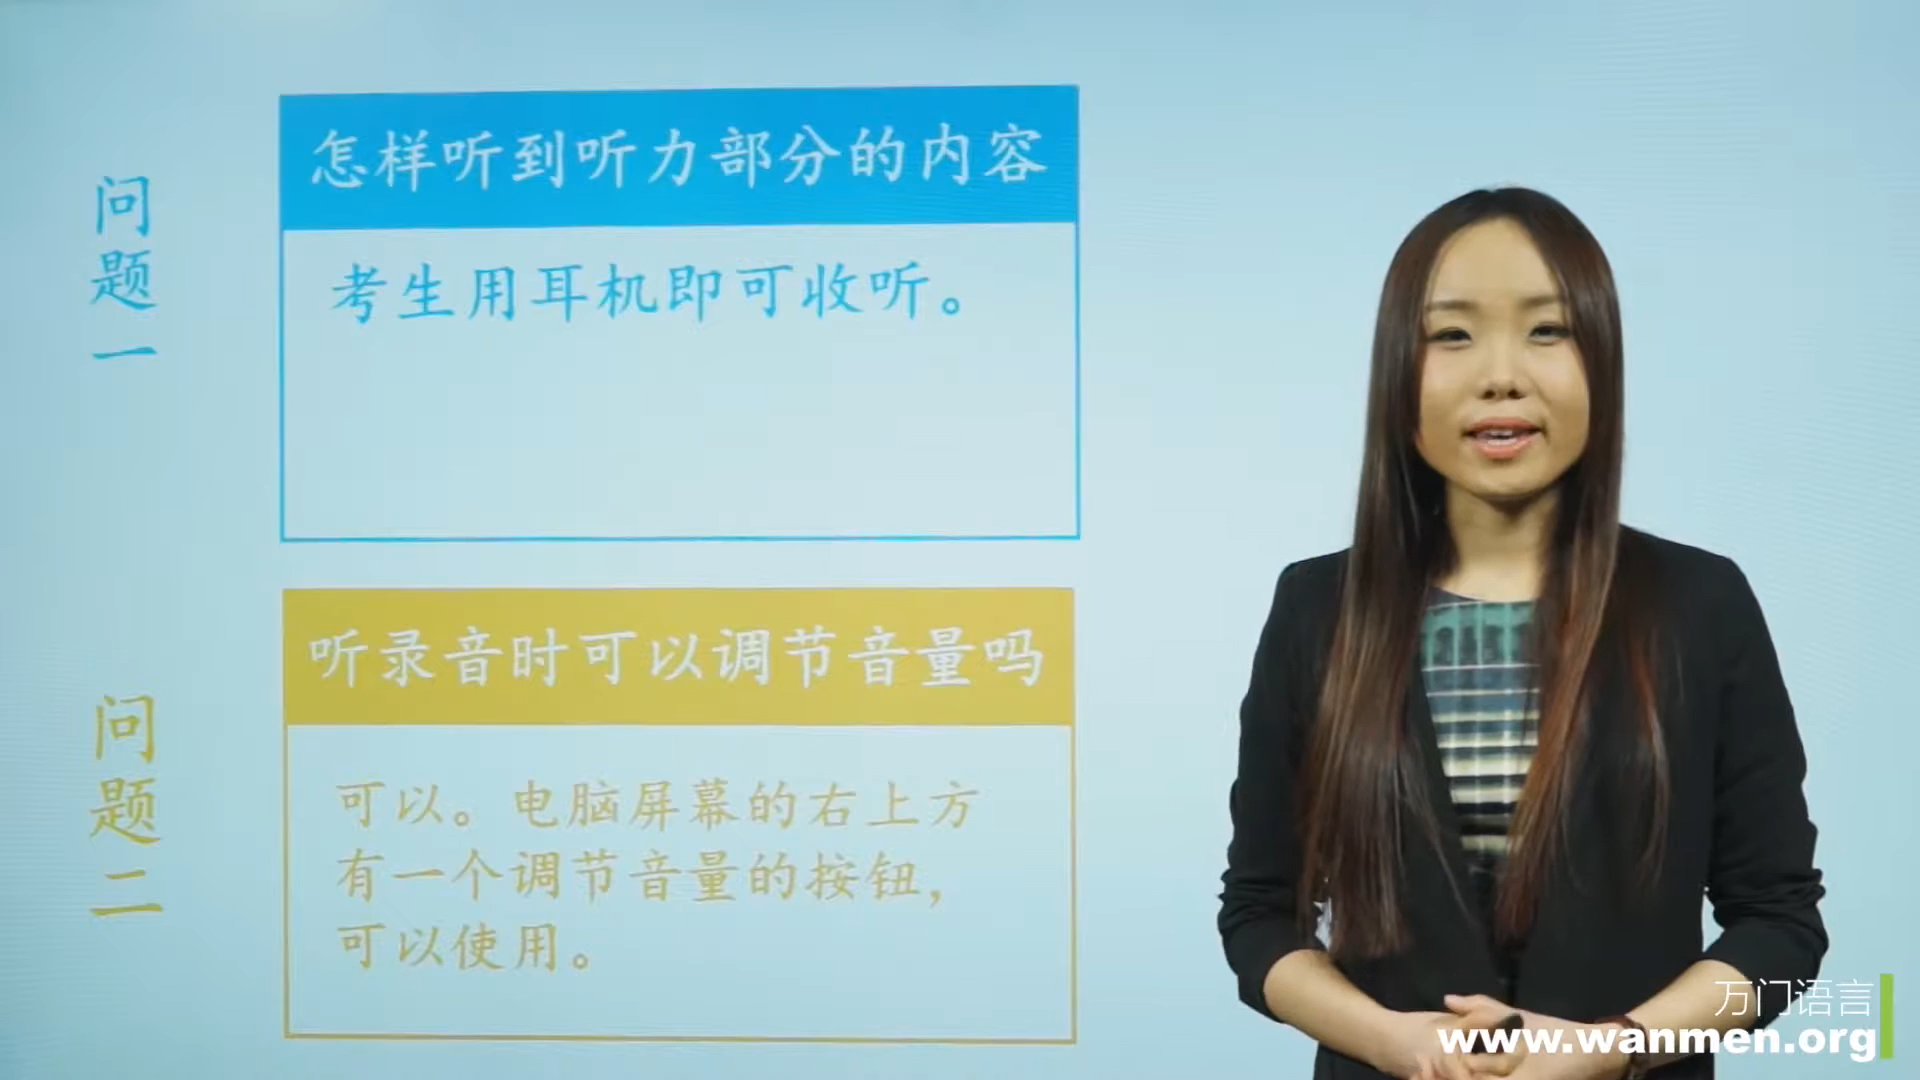 问题一
怎样听到听力部分的内容
考生用耳机即可收听。
问题二
听录音时可以调节音量吗
可以。电脑屏幕的右上方
有一个调节音量的按钮，
可以使用。
万门语言
www.wanmen.org